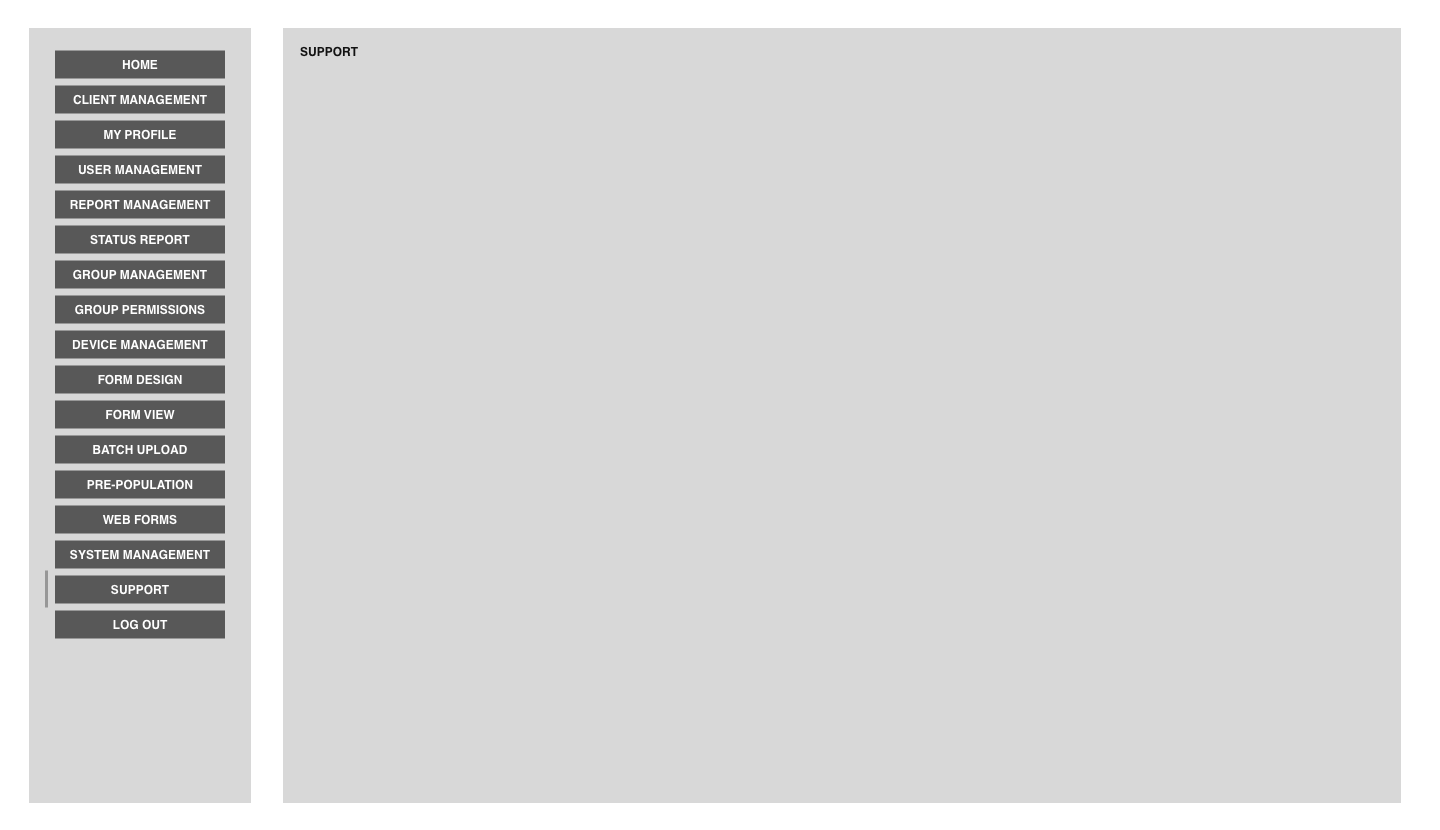 HOME
CLIENT MANAGEMENT
MY PROFILE
USER MANAGEMENT
REPORT MANAGEMENT
STATUS REPORT
GROUP MANAGEMENT
GROUP PERMISSIONS
DEVICE MANAGEMENT
FORM DESIGN
FORM VIEW
BATCH UPLOAD
PRE-POPULATION
WEB FORMS
SYSTEM MANAGEMENT
SUPPORT
LOG OUT
SUPPORT